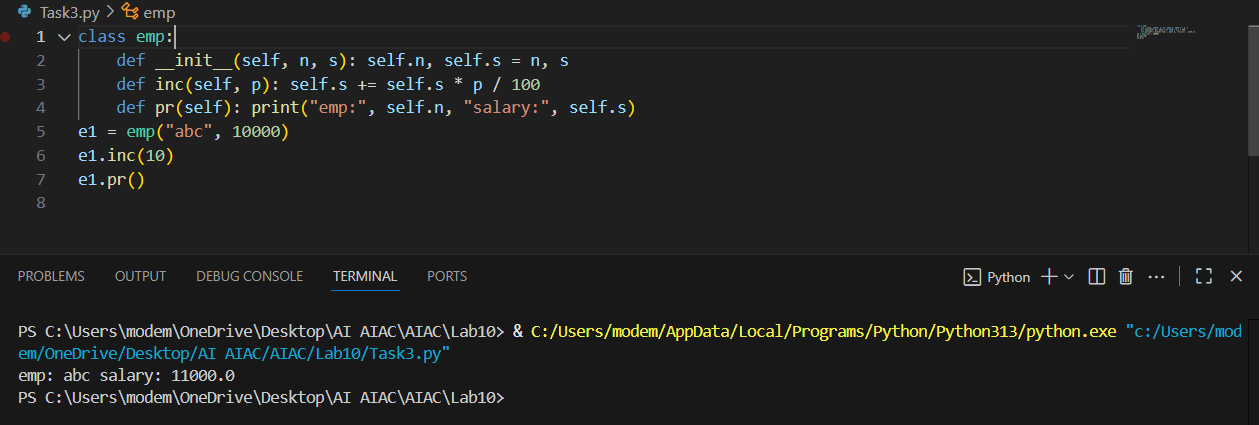 Task3.py > emp
1 class emp:
2     def __init__(self, n, s): self.n, self.s = n, s
3     def inc(self, p): self.s += self.s * p / 100
4     def pr(self): print("emp:", self.n, "salary:", self.s)
5 e1 = emp("abc", 10000)
6 e1.inc(10)
7 e1.pr()
8
PROBLEMS OUTPUT DEBUG CONSOLE TERMINAL PORTS Python
PS C:\Users\modem\OneDrive\Desktop\AI AIAC\AIAC\Lab10> & C:/Users/modem/AppData/Local/Programs/Python/Python313/python.exe "c:/Users/mod
em/OneDrive/Desktop/AI AIAC/AIAC/Lab10/Task3.py"
emp: abc salary: 11000.0
PS C:\Users\modem\OneDrive\Desktop\AI AIAC\AIAC\Lab10>